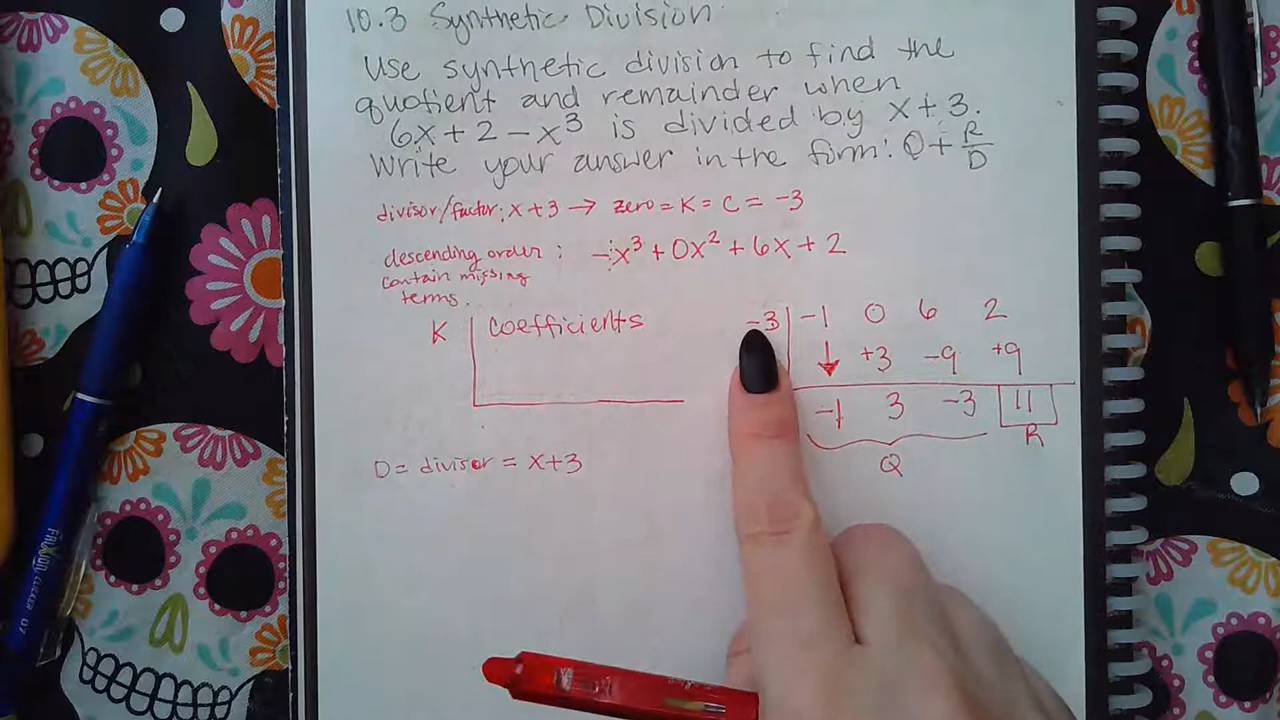 10.3 Synthetic Division
Use synthetic division to find the
quotient and remainder when
6x + 2 - x³ is divided by x + 3.
Write your answer in the form: Q + R/D
divisor/factor: x + 3 → zero = K = C = -3
descending order : -x³ + 0x² + 6x + 2
contain missing
terms.
K | coefficients
-3 | -1 0 6 2
↓ +3 -9 +9
-1 3 -3 11
Q R
D = divisor = x+3
FRIXION CLICKER 07